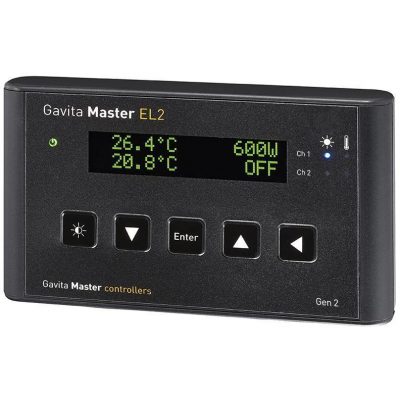 Gavita Master EL2
26.4°C 600W
20.8°C OFF
Ch 1
Ch 2
Enter
Gavita Master controllers
Gen 2